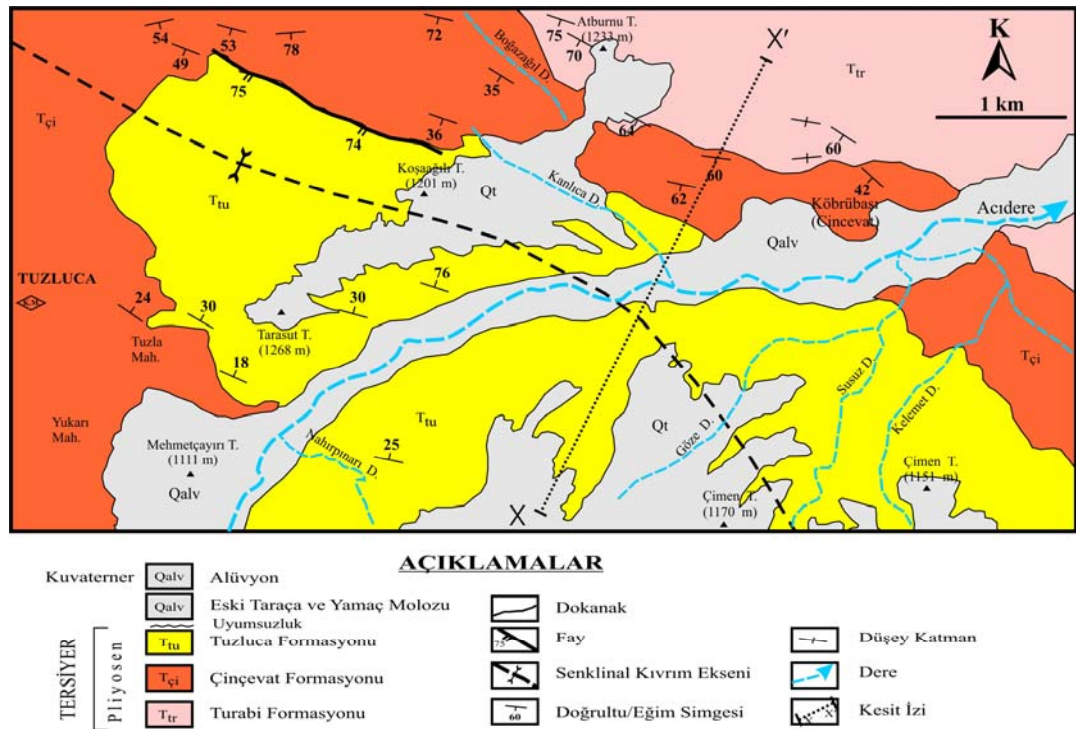 54
53
49
78
72
75
70
Atburnu T.
(1233 m)
Boğazağıl D.
X'
K
1 km
Ttr
Tçi
75
74
35
36
64
60
60
62
42
Koşaağılı T.
(1201 m)
Qt
Kanlıca D.
Köbrübaşı
(Cincevat)
Acıdere
Qalv
Ttu
76
30
TUZLUCA
K.M.
24
30
Tuzla
Mah.
Tarasut T.
(1268 m)
18
Yukarı
Mah.
Mehmetçayırı T.
(1111 m)
Qalv
Nahırpınarı D.
25
Ttu
X
Qt
Göze D.
Susuz D.
Kelemet D.
Tçi
Çimen T.
(1170 m)
Çimen T.
(1151 m)
AÇIKLAMALAR
Kuvaterner Qalv Alüvyon
Qalv Eski Taraça ve Yamaç Molozu
Uyumsuzluk
TERSİYER
Pliyosen
Ttu Tuzluca Formasyonu
Tçi Çinçevat Formasyonu
Ttr Turabi Formasyonu
Dokanak
75 Fay
Senklinal Kıvrım Ekseni
60 Doğrultu/Eğim Simgesi
Düşey Katman
Dere
X Kesit İzi